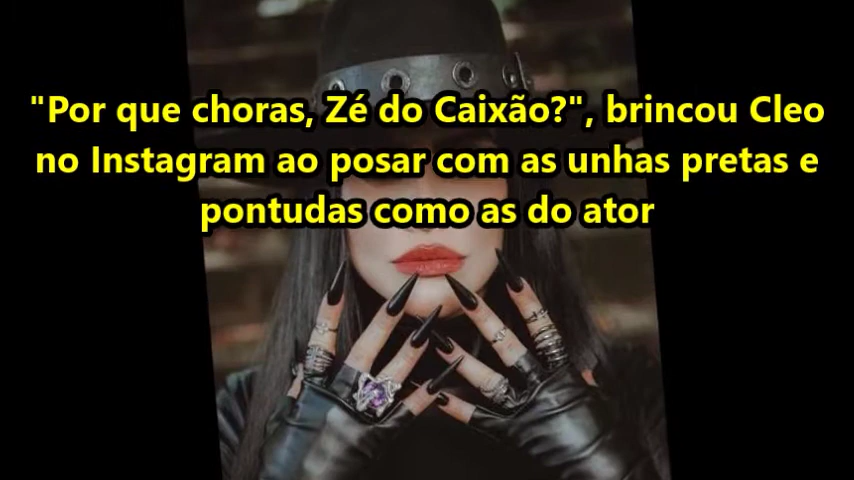 "Por que choras, Zé do Caixão?", brincou Cleo
no Instagram ao posar com as unhas pretas e
pontudas como as do ator